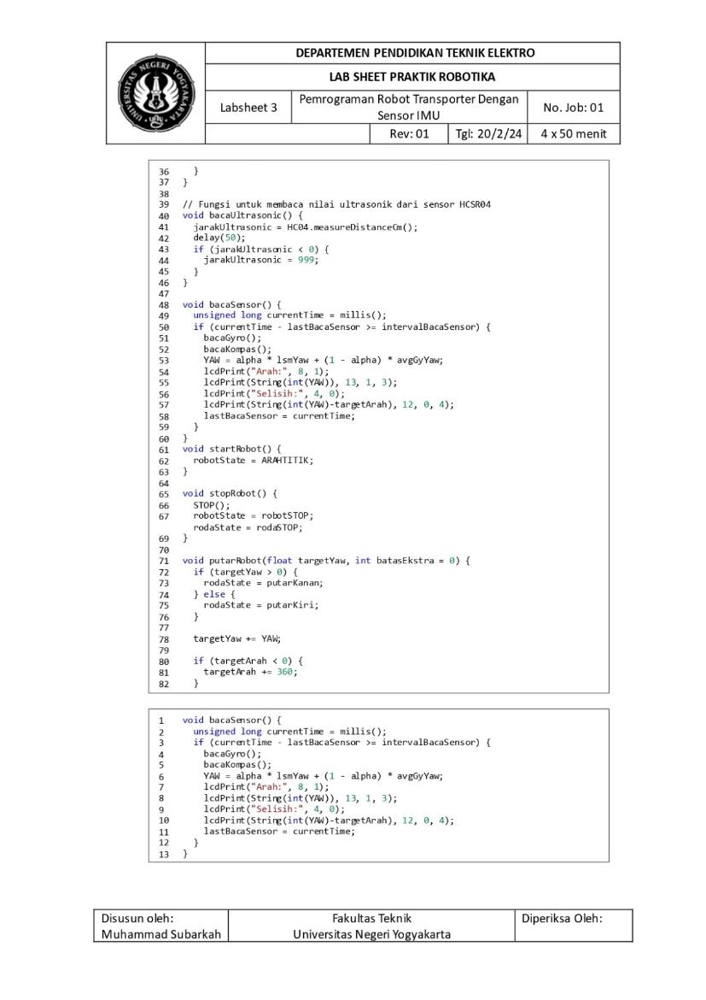 DEPARTEMEN PENDIDIKAN TEKNIK ELEKTRO
LAB SHEET PRAKTIK ROBOTIKA
Labsheet 3
Pemrograman Robot Transporter Dengan
Sensor IMU
No. Job: 01
Rev: 01
Tgl: 20/2/24
4 x 50 menit
UNIVERSITAS NEGERI YOGYAKARTA
36 }
37 }
38
39 // Fungsi untuk membaca nilai ultrasonik dari sensor HCSR04
40 void bacaUltrasonic() {
41 jarakUltrasonic = HC04.measureDistanceCm();
42 delay(50);
43 if (jarakUltrasonic < 0) {
44 jarakUltrasonic = 999;
45 }
46 }
47
48 void bacaSensor() {
49 unsigned long currentTime = millis();
50 if (currentTime - lastBacaSensor >= intervalBacaSensor) {
51 bacaGyro();
52 bacaKompas();
53 YAW = alpha * lsmYaw + (1 - alpha) * avgGyYaw;
54 lcdPrint("Arah:", 8, 1);
55 lcdPrint(String(int(YAW)), 13, 1, 3);
56 lcdPrint("Selisih:", 4, 0);
57 lcdPrint(String(int(YAW)-targetArah), 12, 0, 4);
58 lastBacaSensor = currentTime;
59 }
60 }
61 void startRobot() {
62 robotState = ARAHTITIK;
63 }
64
65 void stopRobot() {
66 STOP();
67 robotState = robotSTOP;
rodaState = rodaSTOP;
69 }
70
71 void putarRobot(float targetYaw, int batasEkstra = 0) {
72 if (targetYaw > 0) {
73 rodaState = putarKanan;
74 } else {
75 rodaState = putarKiri;
76 }
77
78 targetYaw += YAW;
79
80 if (targetArah < 0) {
81 targetArah += 360;
82 }
1 void bacaSensor() {
2 unsigned long currentTime = millis();
3 if (currentTime - lastBacaSensor >= intervalBacaSensor) {
4 bacaGyro();
5 bacaKompas();
6 YAW = alpha * lsmYaw + (1 - alpha) * avgGyYaw;
7 lcdPrint("Arah:", 8, 1);
8 lcdPrint(String(int(YAW)), 13, 1, 3);
9 lcdPrint("Selisih:", 4, 0);
10 lcdPrint(String(int(YAW)-targetArah), 12, 0, 4);
11 lastBacaSensor = currentTime;
12 }
13 }
Disusun oleh:
Muhammad Subarkah
Fakultas Teknik
Universitas Negeri Yogyakarta
Diperiksa Oleh: